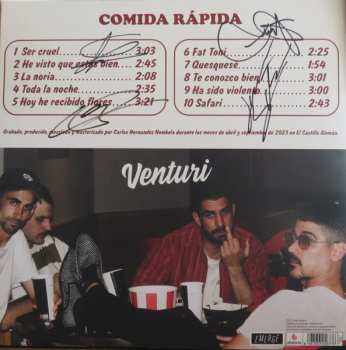 COMIDA RÁPIDA
1 Ser cruel 3:03
2 He visto que estás bien 2:45
3 La noria 2:08
4 Toda la noche 2:35
5 Hoy he recibido flores 3:21
6 Fat Toni 2:25
7 Quesquese 1:54
8 Te conozco bien 3:01
9 Ha sido violento 3:00
10 Safari 2:43
Grabado, producido, mezclado y masterizado por Carlos Hernández Nombela durante los meses de abril y septiembre de 2023 en El Castillo Alemán.
Venturi
EMERGE